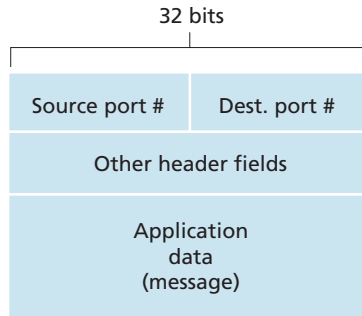 32 bits
Source port #
Dest. port #
Other header fields
Application
data
(message)